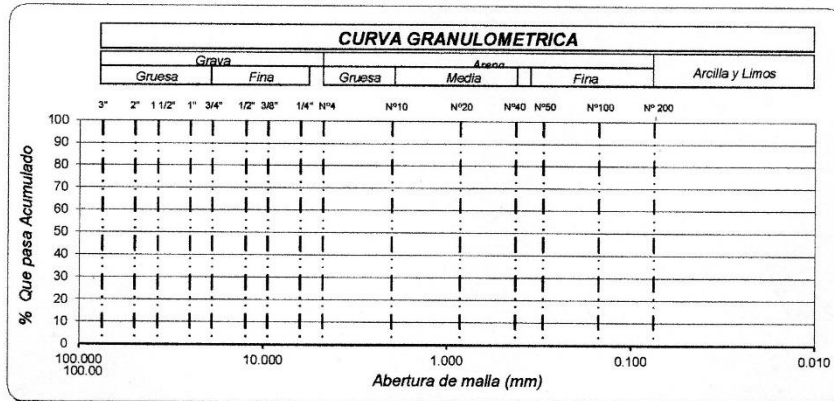 CURVA GRANULOMETRICA
Grava Arena Arcilla y Limos
Gruesa Fina Gruesa Media Fina
3" 2" 1 1/2" 1" 3/4" 1/2" 3/8" 1/4" Nº4 Nº10 Nº20 Nº40 Nº50 Nº100 Nº 200
% Que pasa Acumulado
100
90
80
70
60
50
40
30
20
10
0
100.000 10.000 1.000 0.100 0.010
100.00
Abertura de malla (mm)